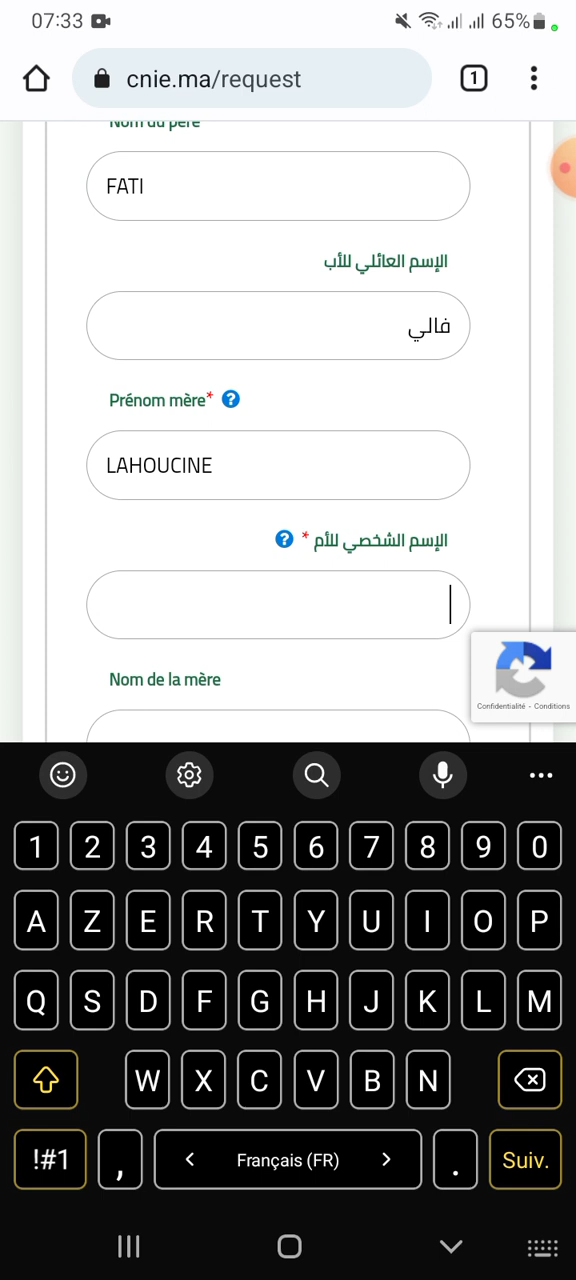 07:33
65%
cnie.ma/request
1
Nom du père
FATI
الإسم العائلي للأب
فالي
Prénom mère* ?
LAHOUCINE
الإسم الشخصي للأم * ?
Nom de la mère
Confidentialité - Conditions
1 2 3 4 5 6 7 8 9 0
A Z E R T Y U I O P
Q S D F G H J K L M
W X C V B N
!#1 , < Français (FR) > . Suiv.